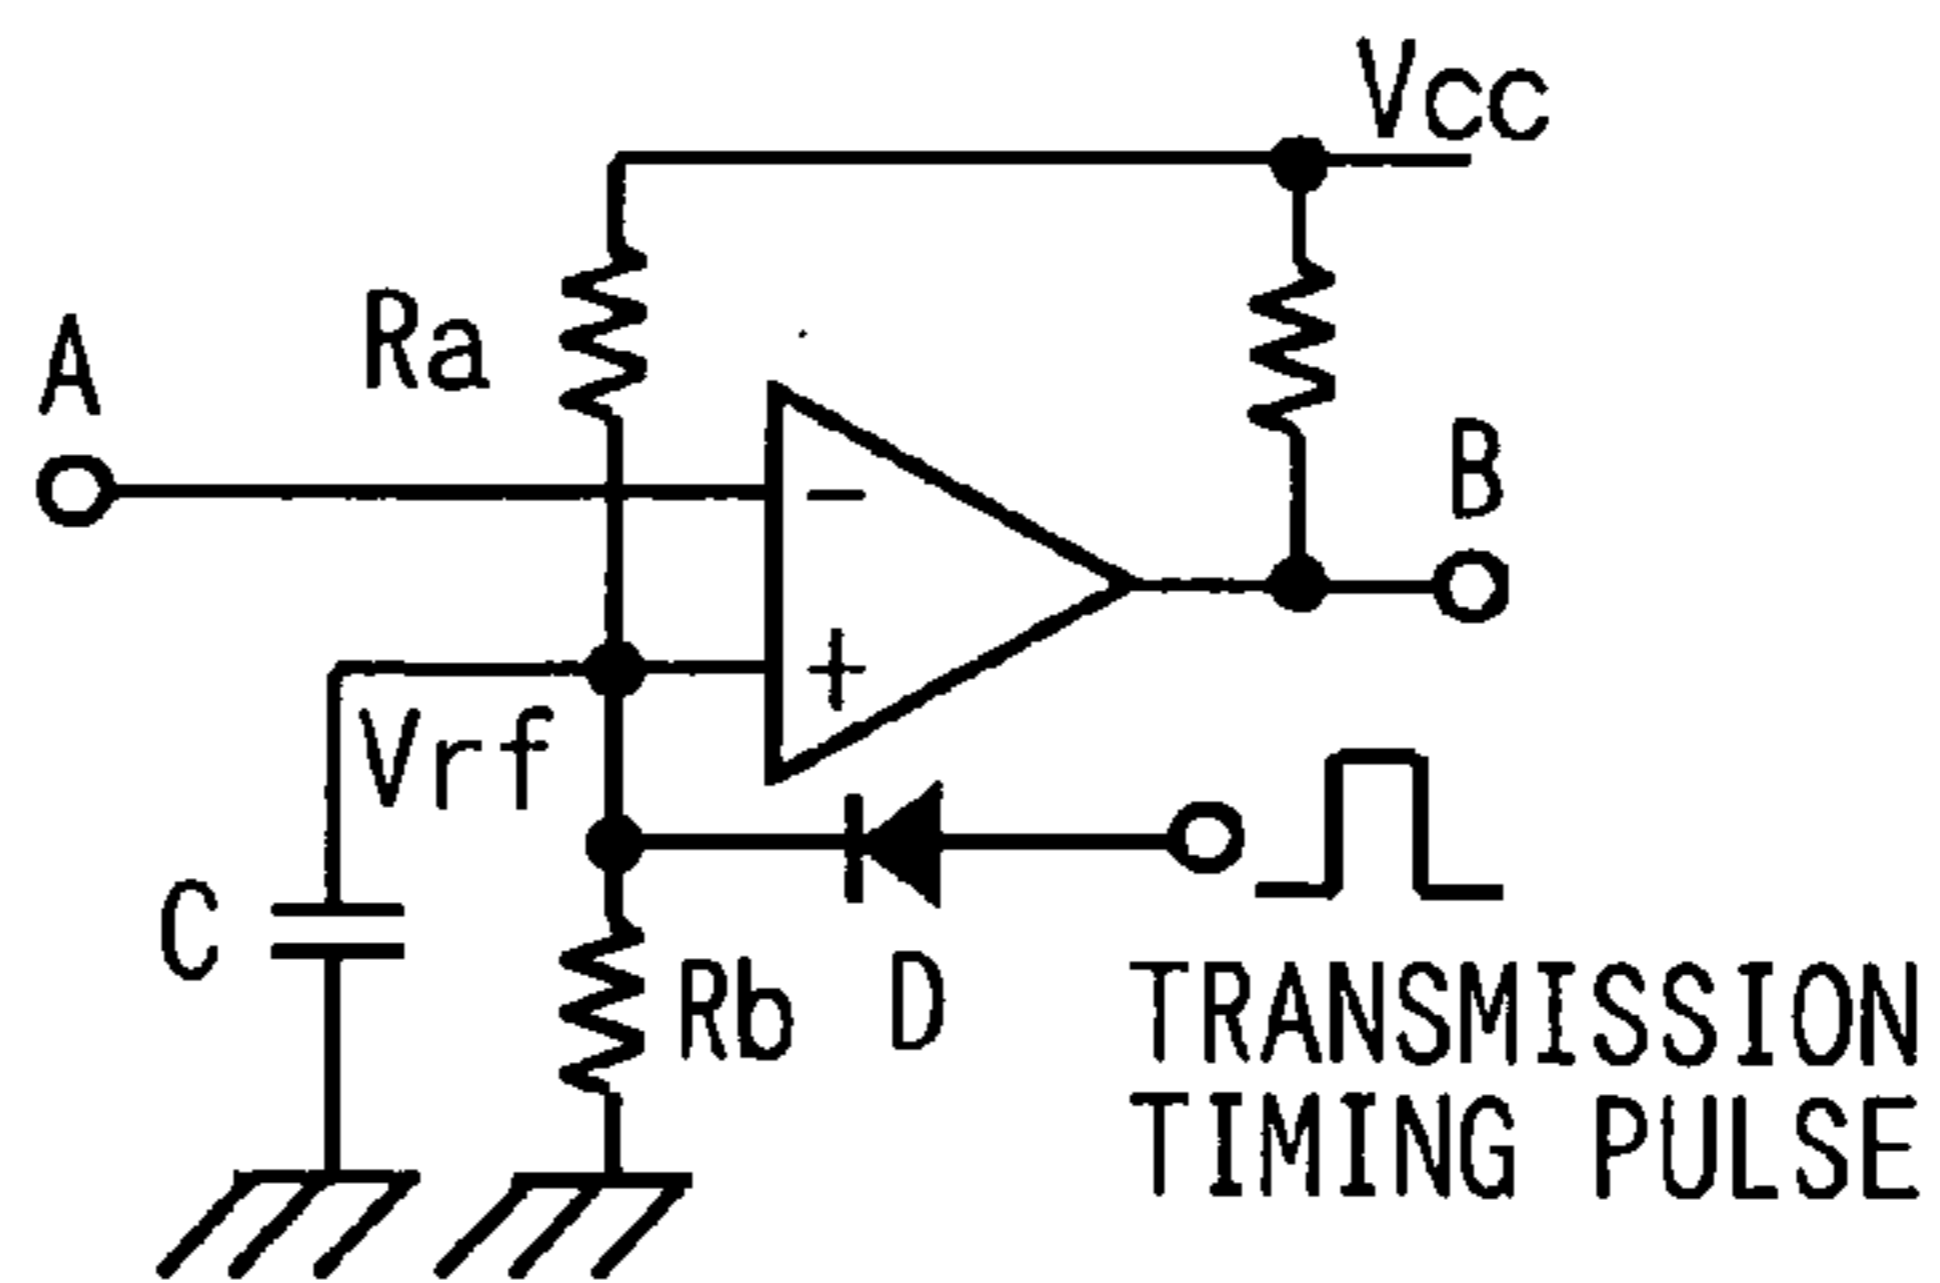 Vcc
Ra
A
B
-
+
Vrf
C
Rb
D
TRANSMISSION
TIMING PULSE